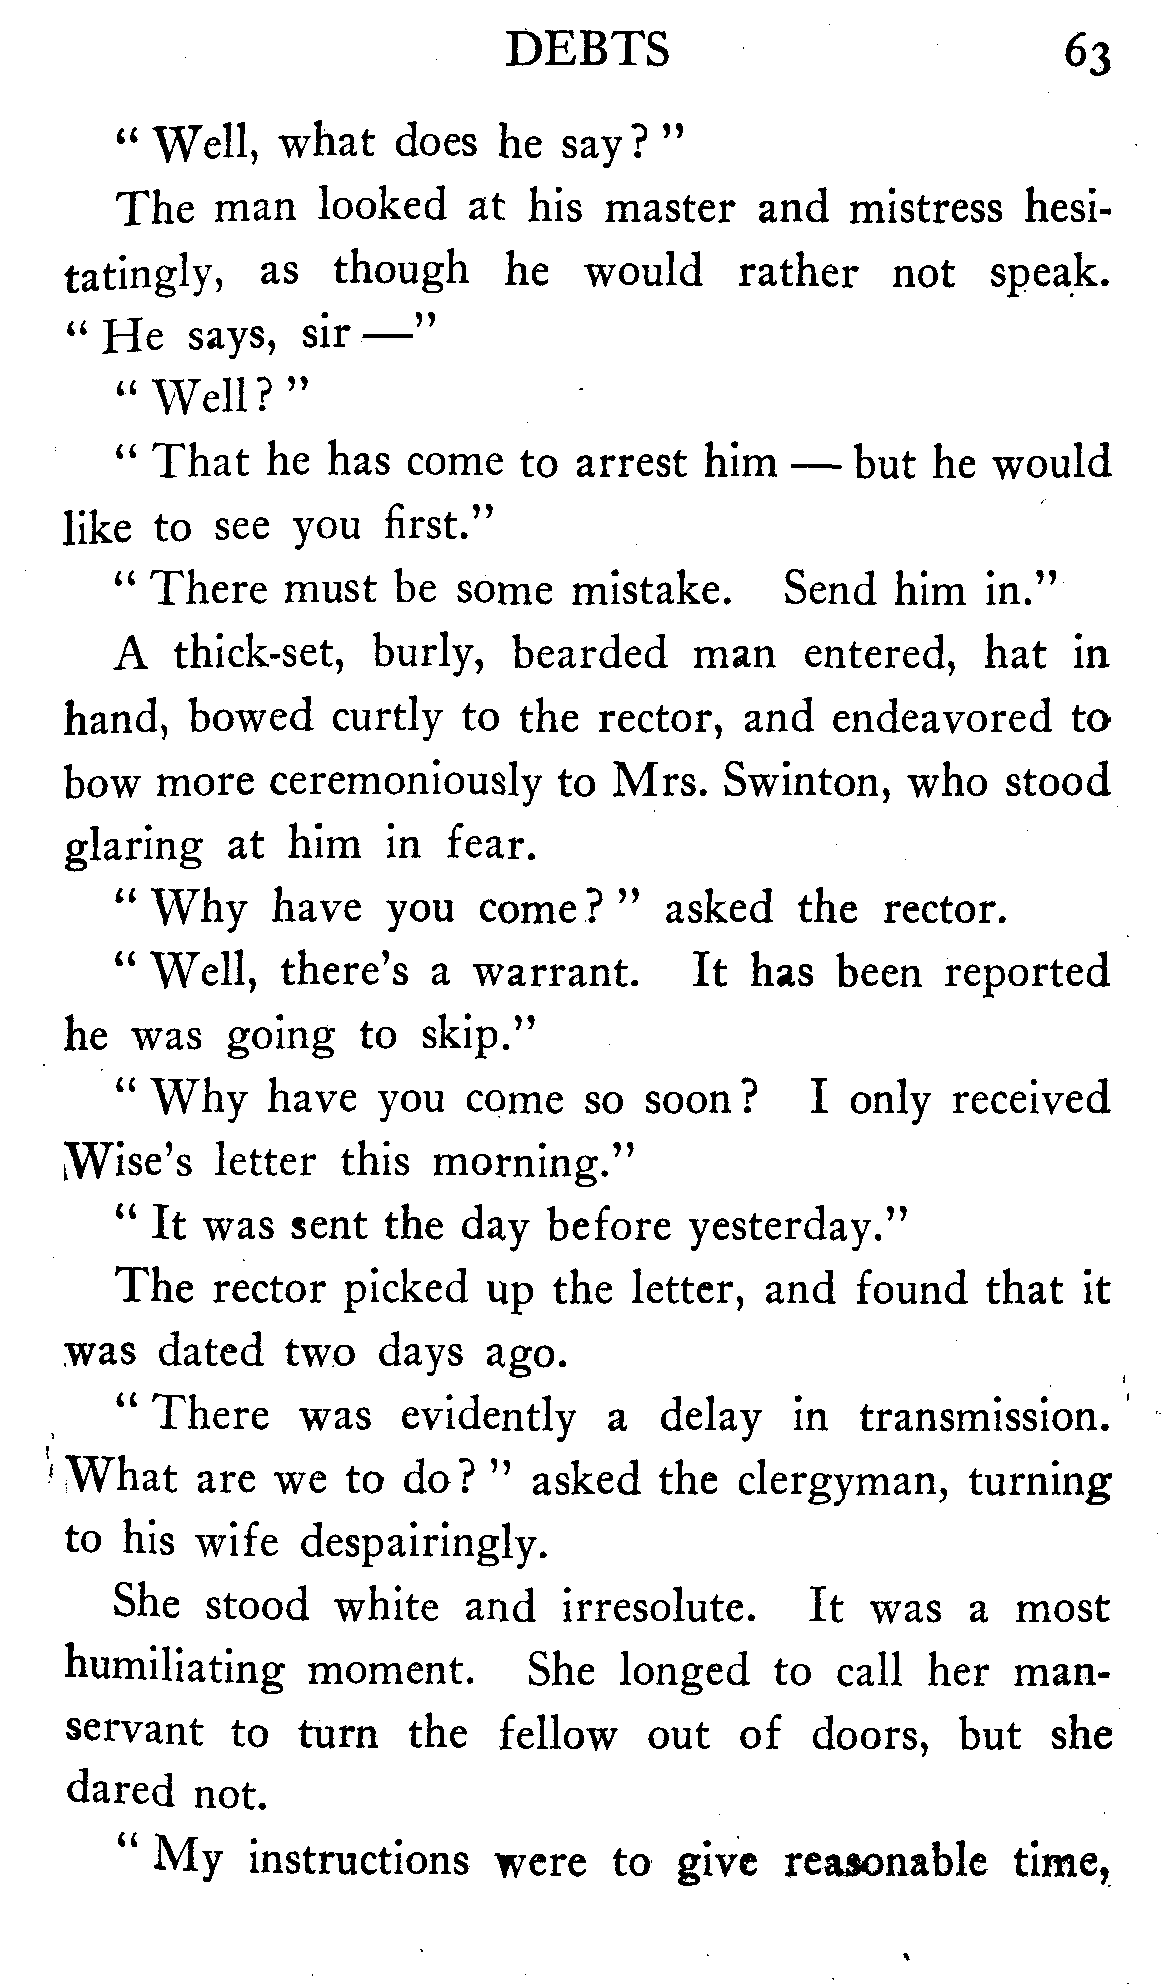 DEBTS 63
“ Well, what does he say? ”
The man looked at his master and mistress hesi-
tatingly, as though he would rather not speak.
“ He says, sir —”
“ Well? ”
“ That he has come to arrest him — but he would
like to see you first.”
“ There must be some mistake. Send him in.”
A thick-set, burly, bearded man entered, hat in
hand, bowed curtly to the rector, and endeavored to
bow more ceremoniously to Mrs. Swinton, who stood
glaring at him in fear.
“ Why have you come? ” asked the rector.
“ Well, there’s a warrant. It has been reported
he was going to skip.”
“ Why have you come so soon? I only received
Wise’s letter this morning.”
“ It was sent the day before yesterday.”
The rector picked up the letter, and found that it
was dated two days ago.
“ There was evidently a delay in transmission.
What are we to do? ” asked the clergyman, turning
to his wife despairingly.
She stood white and irresolute. It was a most
humiliating moment. She longed to call her man-
servant to turn the fellow out of doors, but she
dared not.
“ My instructions were to give reasonable time,